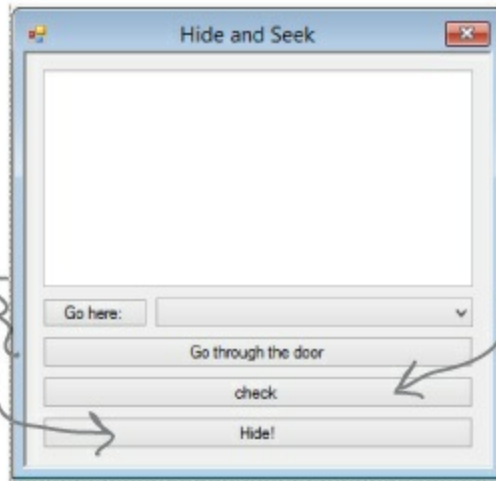 Hide and Seek
Go here:
Go through the door
check
Hide!